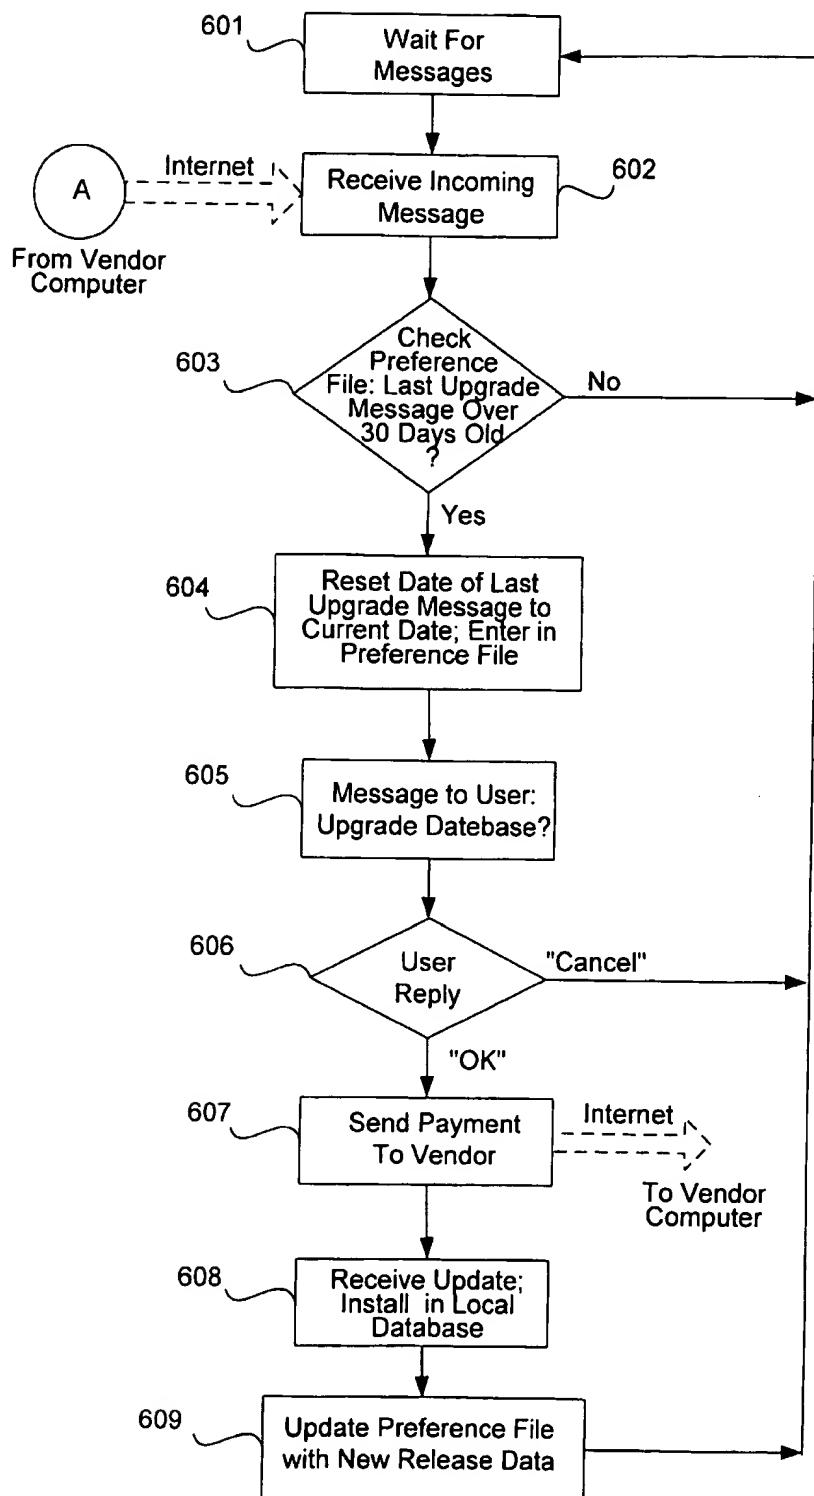 601
Wait For
Messages
A
Internet
From Vendor
Computer
Receive Incoming
Message
602
603
Check
Preference
File: Last Upgrade
Message Over
30 Days Old
?
No
Yes
604
Reset Date of Last
Upgrade Message to
Current Date; Enter in
Preference File
605
Message to User:
Upgrade Datebase?
606
User
Reply
"Cancel"
"OK"
607
Send Payment
To Vendor
Internet
To Vendor
Computer
608
Receive Update;
Install in Local
Database
609
Update Preference File
with New Release Data